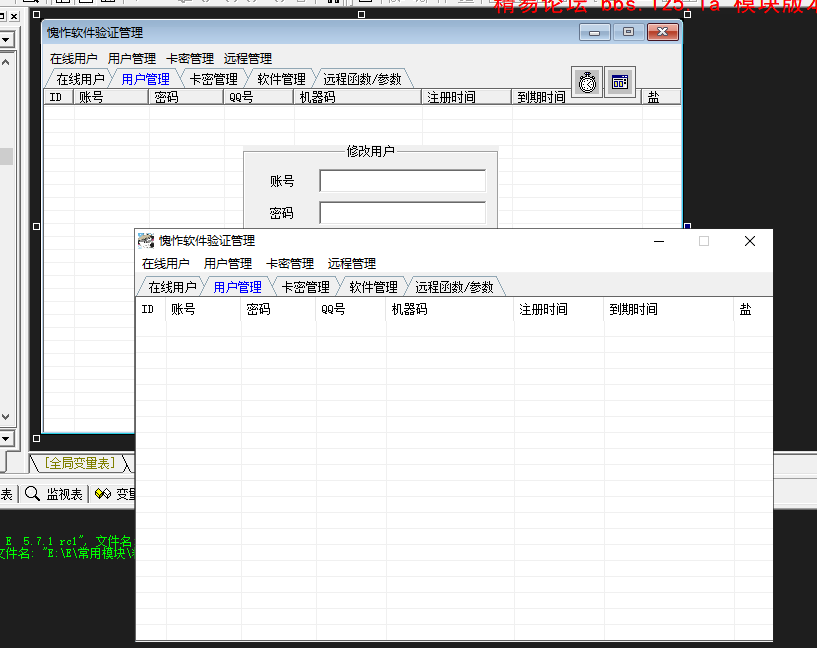 精易论坛 bbs.125.la 模块版本
愧怍软件验证管理
在线用户 用户管理 卡密管理 远程管理
在线用户 用户管理 卡密管理 软件管理 远程函数/参数
ID 账号 密码 QQ号 机器码 注册时间 到期时间 盐
修改用户
账号
密码
愧怍软件验证管理
在线用户 用户管理 卡密管理 远程管理
在线用户 用户管理 卡密管理 软件管理 远程函数/参数
ID 账号 密码 QQ号 机器码 注册时间 到期时间 盐
[全局变量表]
表 监视表 变量
E 5.7.1 rc1", 文件名
文件名: "E:\E\常用模块\